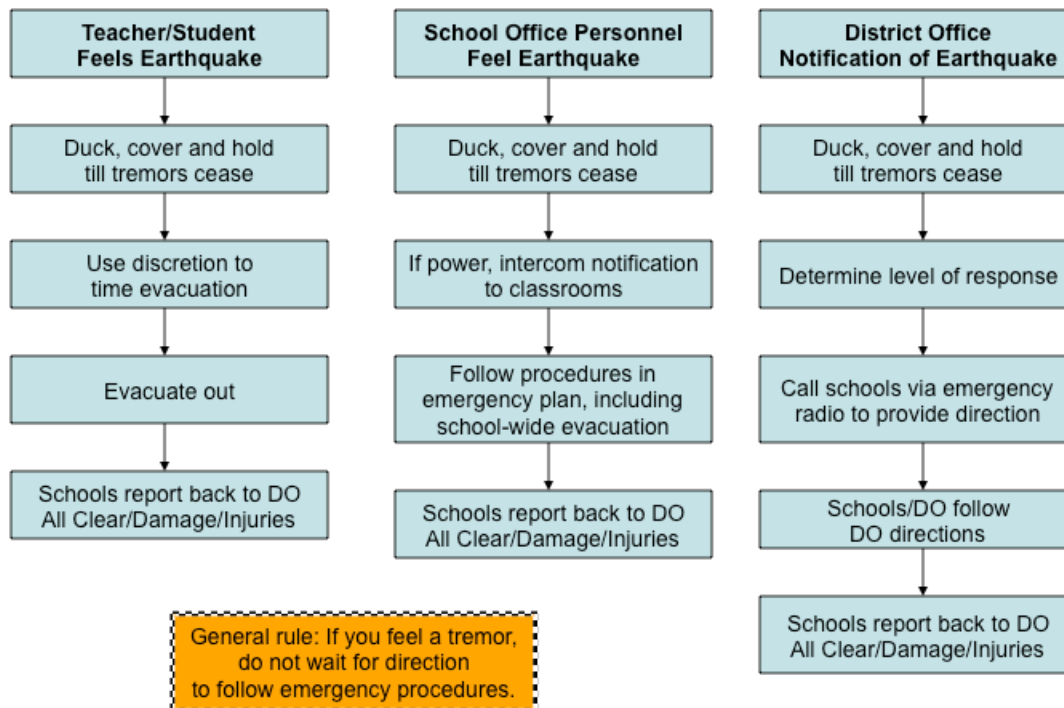 Teacher/Student
Feels Earthquake
Duck, cover and hold
till tremors cease
Use discretion to
time evacuation
Evacuate out
Schools report back to DO
All Clear/Damage/Injuries
School Office Personnel
Feel Earthquake
Duck, cover and hold
till tremors cease
If power, intercom notification
to classrooms
Follow procedures in
emergency plan, including
school-wide evacuation
Schools report back to DO
All Clear/Damage/Injuries
District Office
Notification of Earthquake
Duck, cover and hold
till tremors cease
Determine level of response
Call schools via emergency
radio to provide direction
Schools/DO follow
DO directions
Schools report back to DO
All Clear/Damage/Injuries
General rule: If you feel a tremor,
do not wait for direction
to follow emergency procedures.